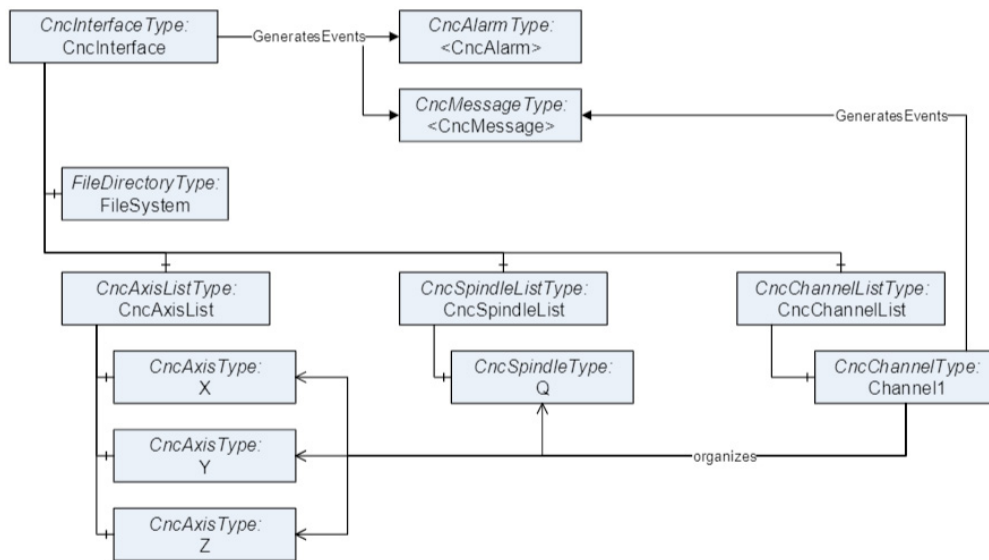 CncInterfaceType:
CncInterface
GeneratesEvents
CncAlarmType:
<CncAlarm>
CncMessageType:
<CncMessage>
GeneratesEvents
FileDirectoryType:
FileSystem
CncAxisListType:
CncAxisList
CncSpindleListType:
CncSpindleList
CncChannelListType:
CncChannelList
CncAxisType:
X
CncSpindleType:
Q
CncChannelType:
Channel1
CncAxisType:
Y
organizes
CncAxisType:
Z